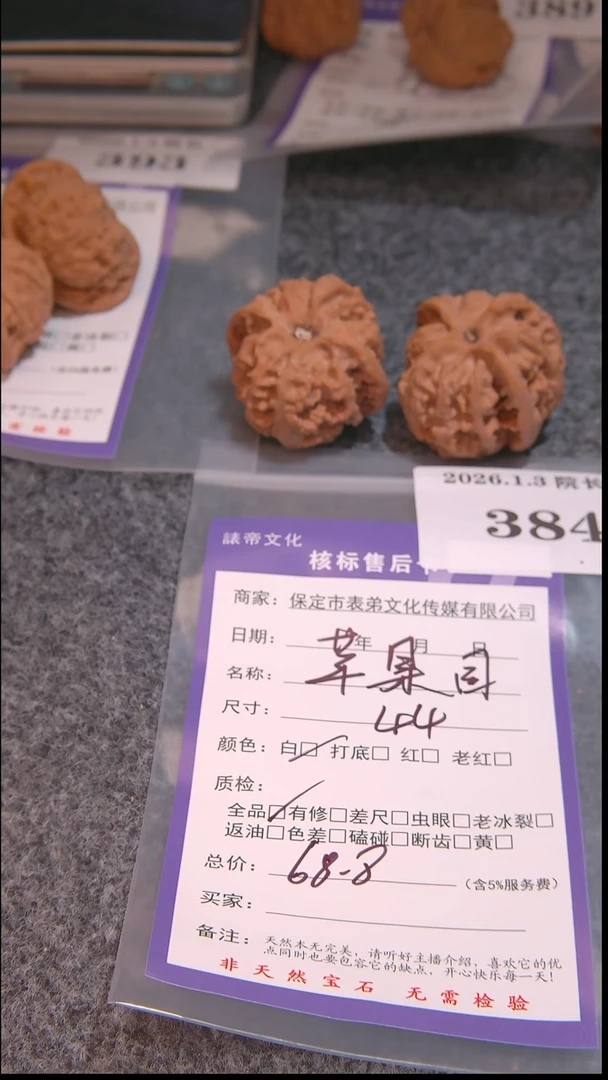 389
2026.1.3 院长
384
諘帝文化
核标售后
商家：保定市表弟文化传媒有限公司
日期：年 月 日
名称：苹果园
尺寸：44
颜色：白☑ 打底□ 红□ 老红□
质检：
全品☑有修□差尺□虫眼□老冰裂□
返油□色差□磕碰□断齿□黄□
总价：68-8（含5%服务费）
买家：
备注：天然本无完美，请听好主播介绍，喜欢它的优
点同时也要包容它的缺点，开心快乐每一天！
非天然宝石 无需检验